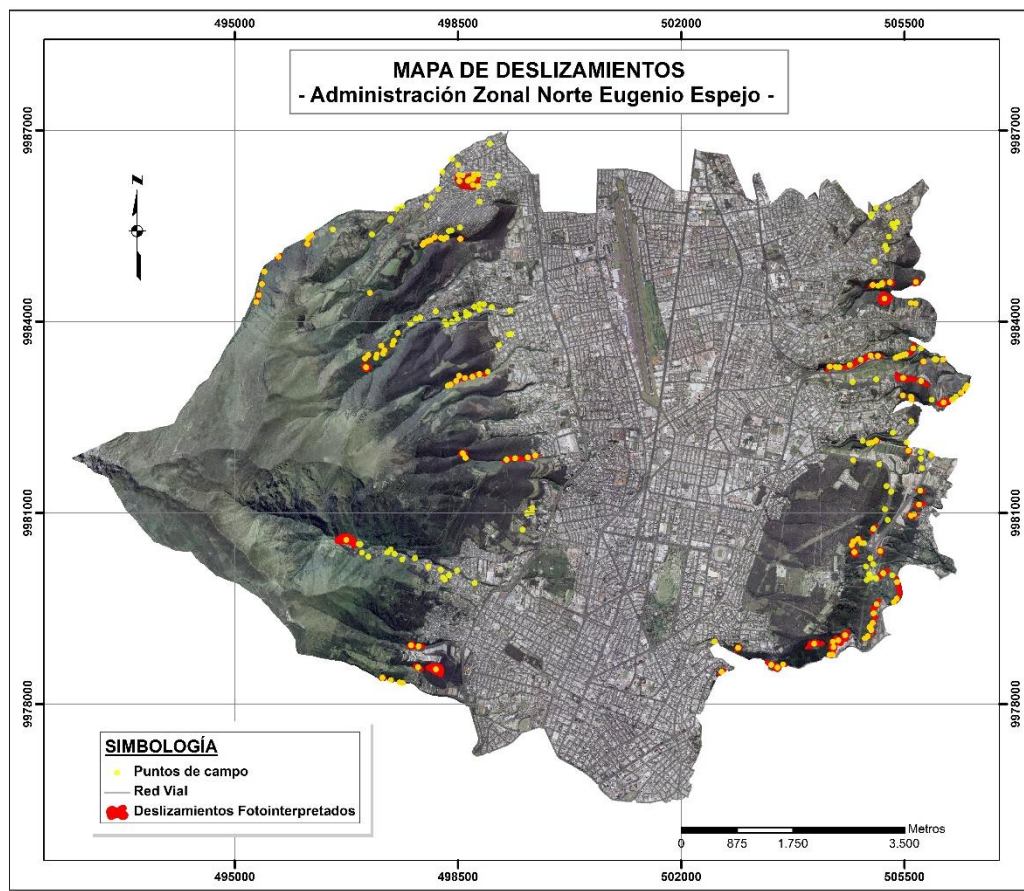 495000 498500 502000 505500
MAPA DE DESLIZAMIENTOS
- Administración Zonal Norte Eugenio Espejo -
9987000 9987000
N
9984000 9984000
9981000 9981000
9978000 9978000
SIMBOLOGÍA
Puntos de campo
Red Vial
Deslizamientos Fotointerpretados
Metros
0 875 1.750 3.500
495000 498500 502000 505500